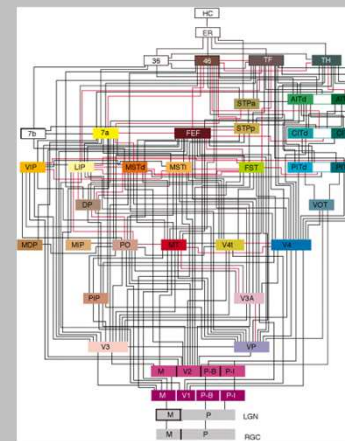 HC
ER
36 46 TF TH
STPa AITd
7b 7a FEF STPp CITd
VIP LIP MSTd MSTl FST PITd
DP VOT
MDP MIP PO MT V4t V4
PIP V3A
V3 VP
M V2 P-B P-I
M V1 P-B P-I
M P LGN
M P RGC